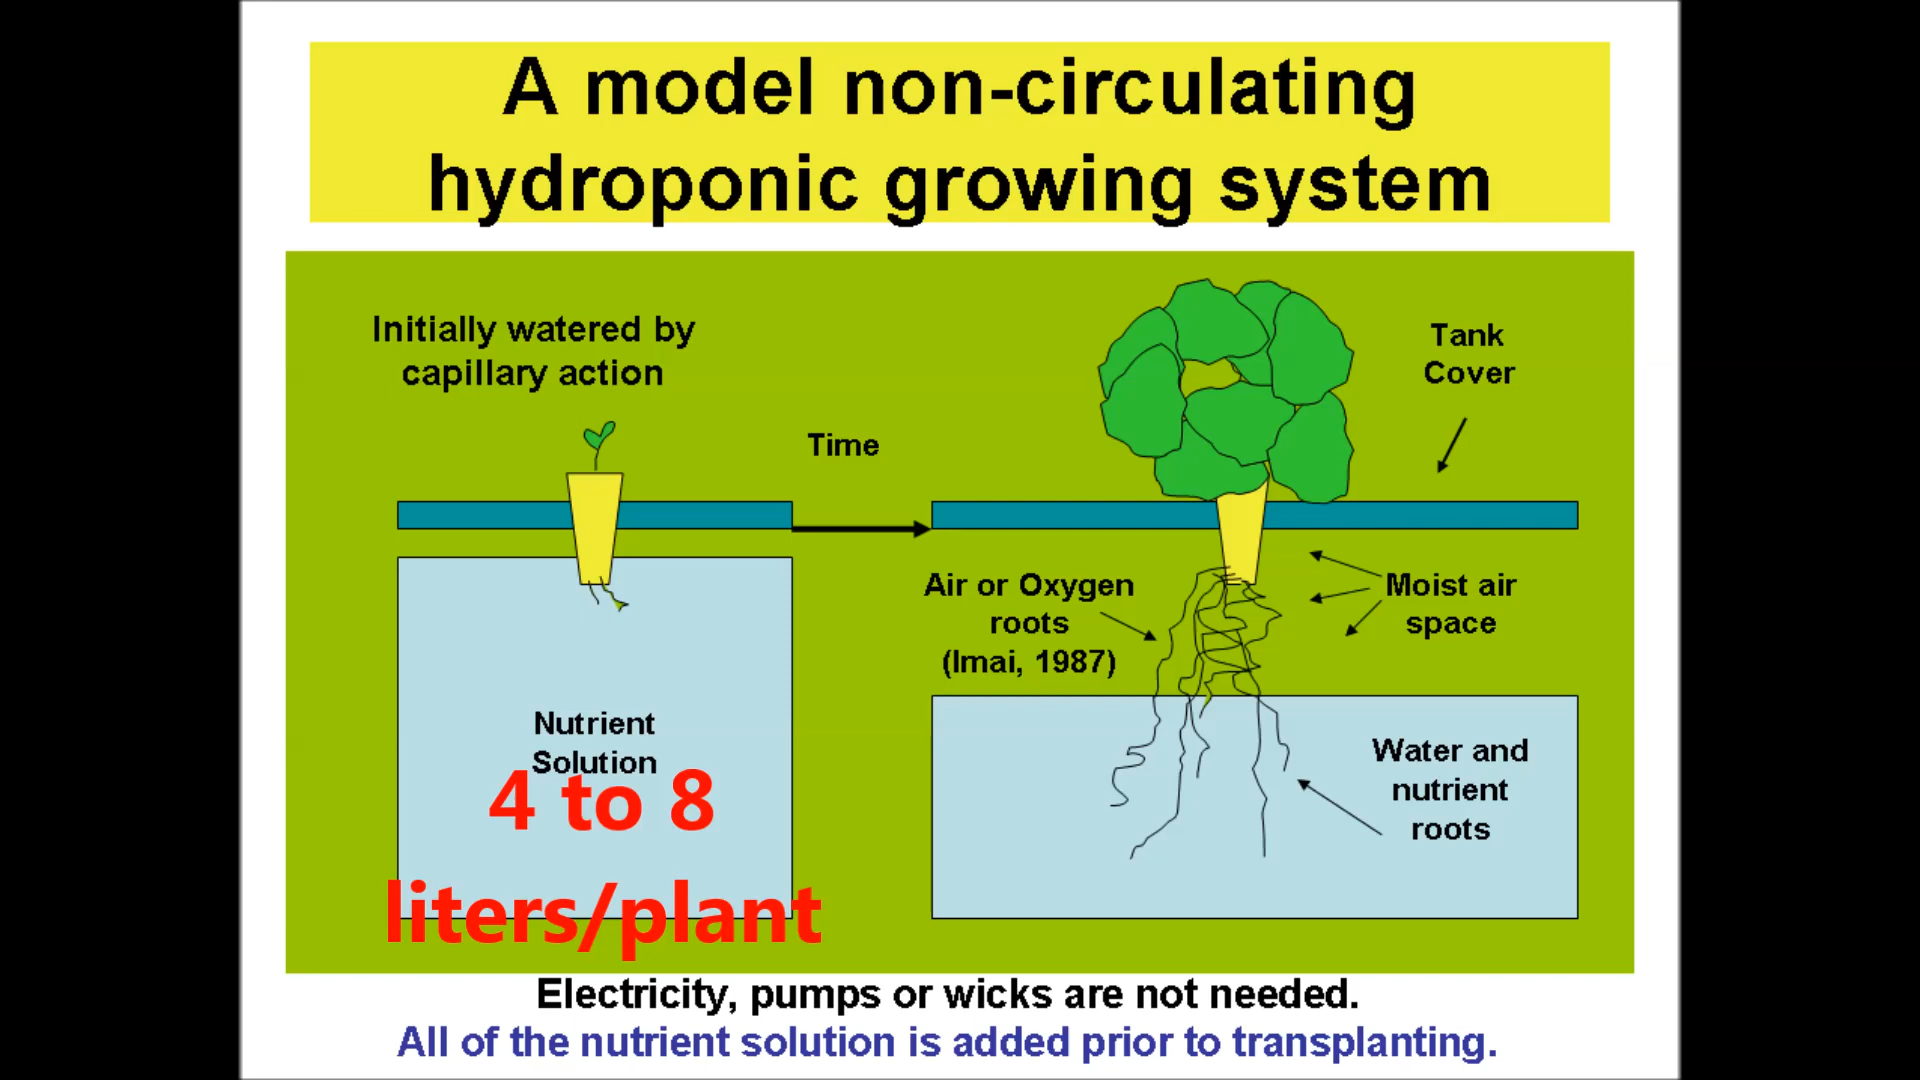 A model non-circulating
hydroponic growing system
Initially watered by
capillary action
Time
Tank
Cover
Air or Oxygen
roots
(Imai, 1987)
Moist air
space
Nutrient
Solution
4 to 8
liters/plant
Water and
nutrient
roots
Electricity, pumps or wicks are not needed.
All of the nutrient solution is added prior to transplanting.